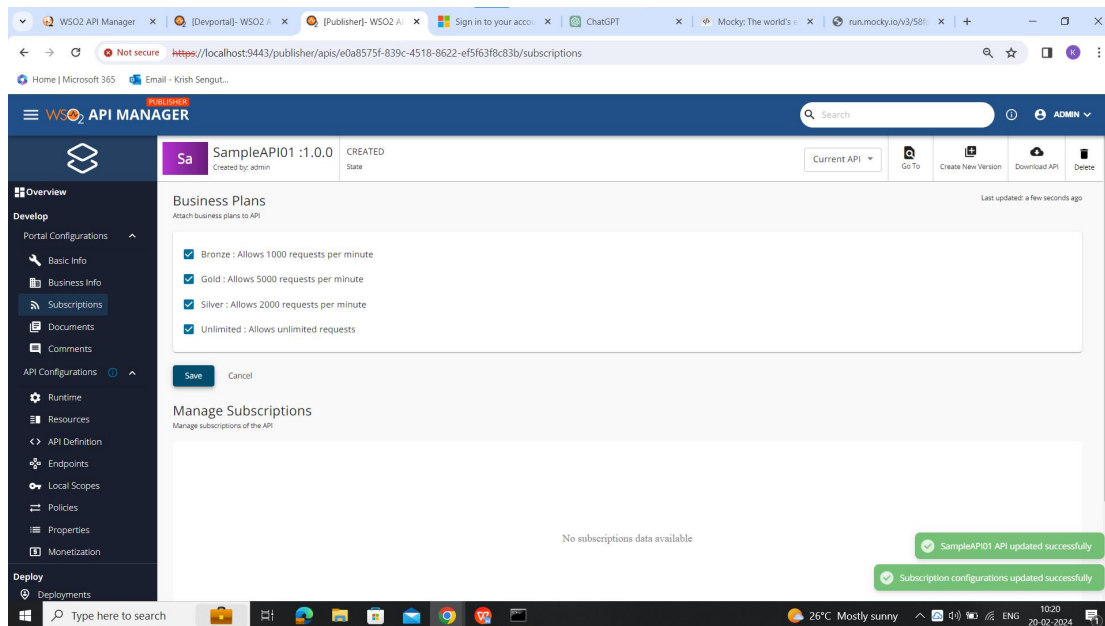 WSO2 API Manager
[Devportal]- WSO2 A
[Publisher]- WSO2 A
Sign in to your accou
ChatGPT
Mocky: The world's e
run.mocky.io/v3/58f
Not secure
https://localhost:9443/publisher/apis/e0a8575f-839c-4518-8622-ef5f63f8c83b/subscriptions
K
Home | Microsoft 365
Email - Krish Sengut...
PUBLISHER
WSO2 API MANAGER
Search
ADMIN
Sa
SampleAPI01 :1.0.0
Created by: admin
CREATED
State
Current API
Go To
Create New Version
Download API
Delete
Overview
Develop
Portal Configurations
Basic Info
Business Info
Subscriptions
Documents
Comments
API Configurations
Runtime
Resources
API Definition
Endpoints
Local Scopes
Policies
Properties
Monetization
Deploy
Deployments
Business Plans
Attach business plans to API
Last updated: a few seconds ago
Bronze : Allows 1000 requests per minute
Gold : Allows 5000 requests per minute
Silver : Allows 2000 requests per minute
Unlimited : Allows unlimited requests
Save
Cancel
Manage Subscriptions
Manage subscriptions of the API
No subscriptions data available
SampleAPI01 API updated successfully
Subscription configurations updated successfully
Type here to search
26°C Mostly sunny
ENG
10:20
20-02-2024